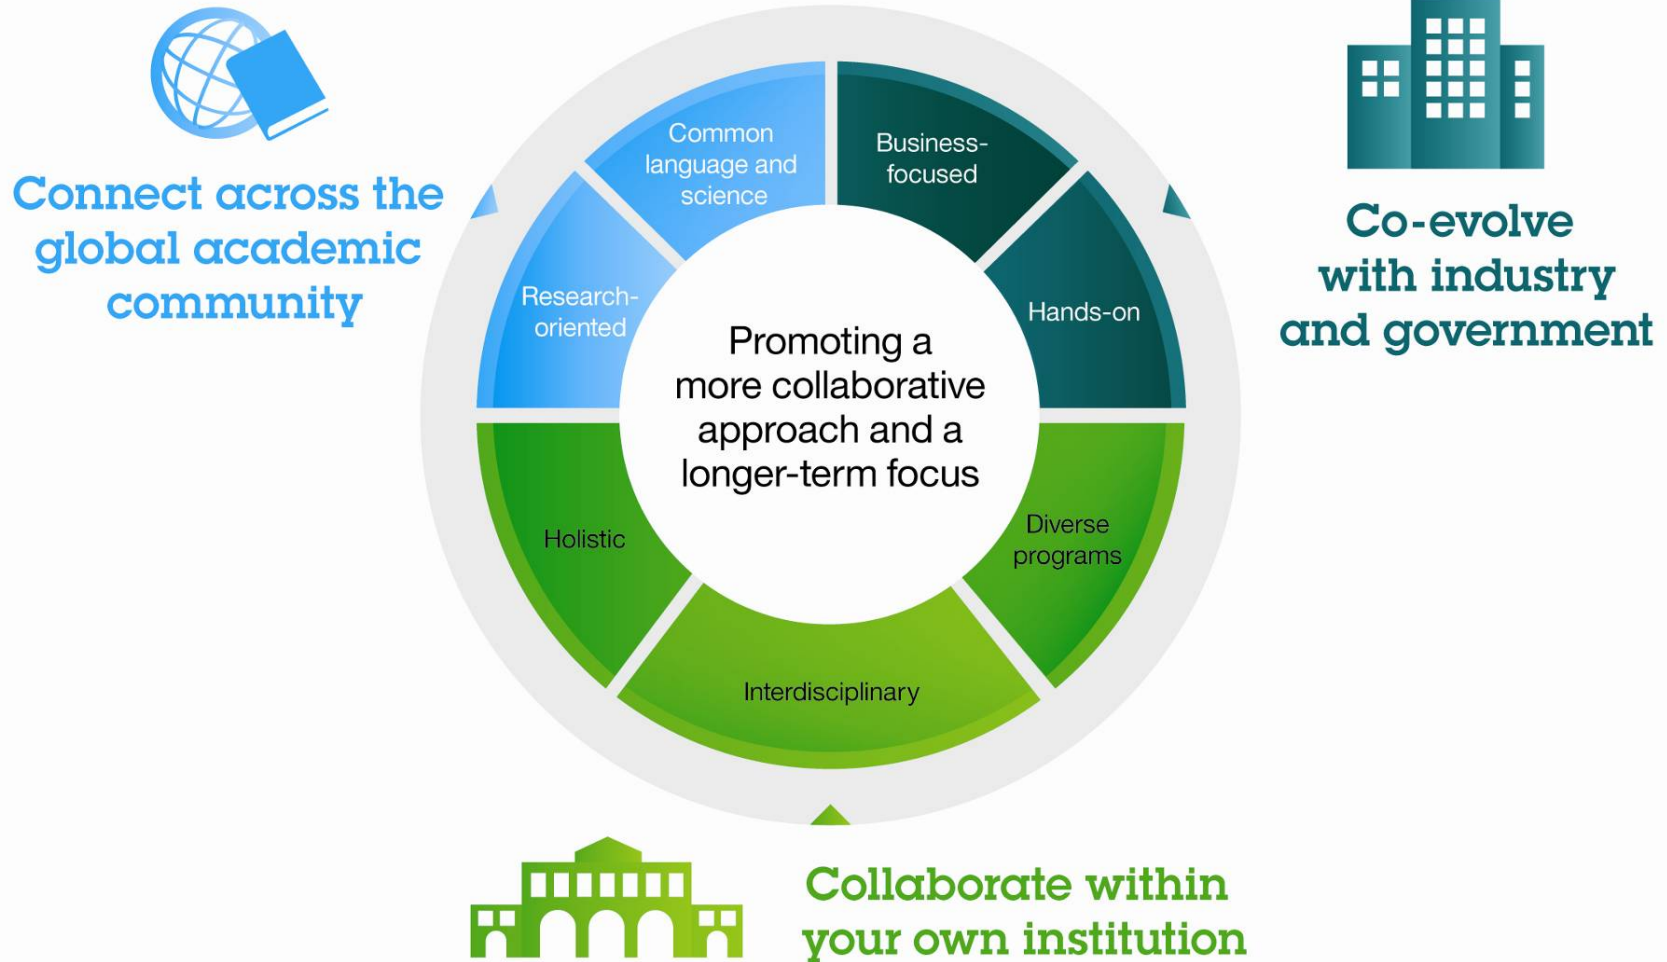 Connect across the
global academic
community
Common
language and
science
Business-
focused
Co-evolve
with industry
and government
Research-
oriented
Hands-on
Promoting a
more collaborative
approach and a
longer-term focus
Holistic
Diverse
programs
Interdisciplinary
Collaborate within
your own institution